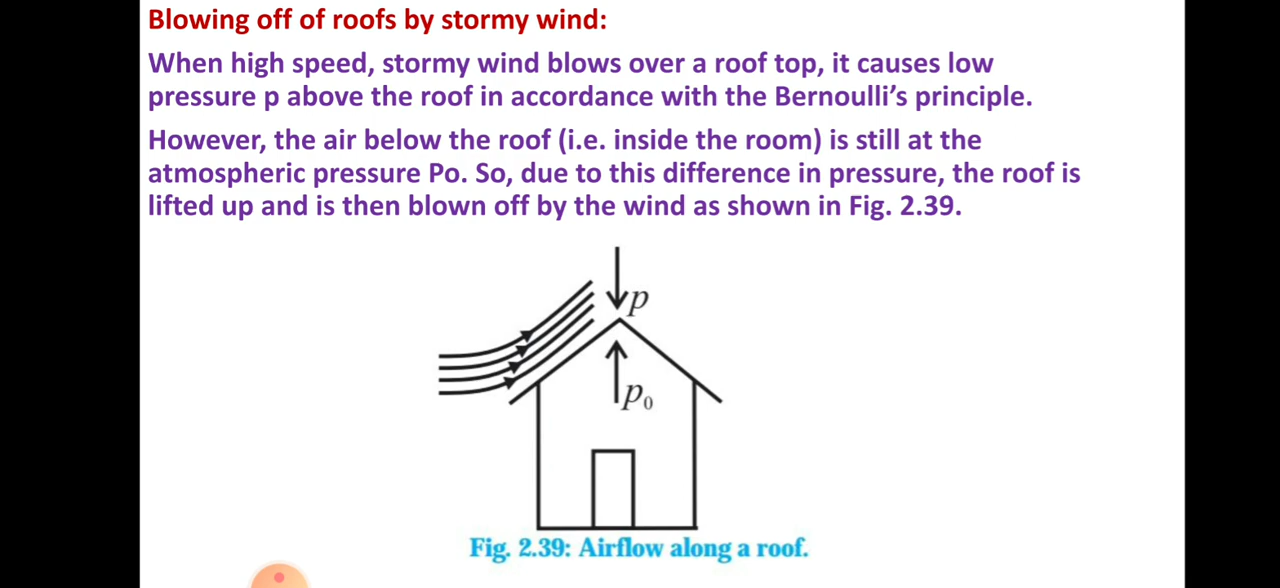 Blowing off of roofs by stormy wind:
When high speed, stormy wind blows over a roof top, it causes low
pressure p above the roof in accordance with the Bernoulli’s principle.
However, the air below the roof (i.e. inside the room) is still at the
atmospheric pressure Po. So, due to this difference in pressure, the roof is
lifted up and is then blown off by the wind as shown in Fig. 2.39.
p
p₀
Fig. 2.39: Airflow along a roof.